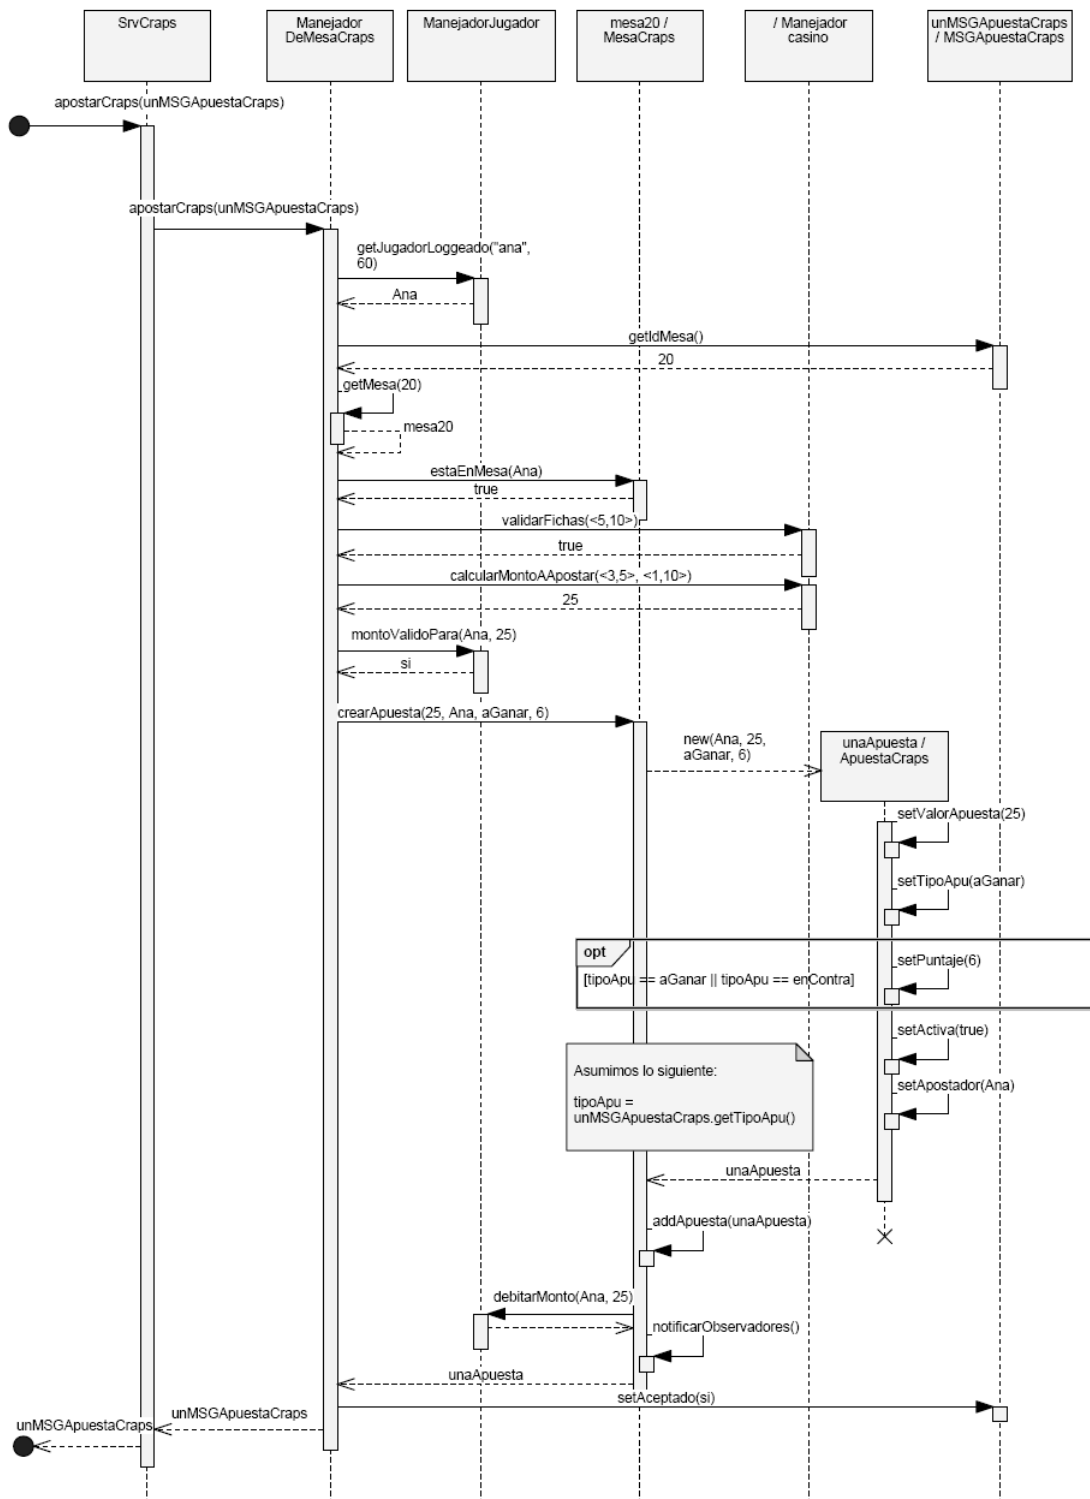 SrvCraps
Manejador
DeMesaCraps
ManejadorJugador
mesa20 /
MesaCraps
/ Manejador
casino
unMSGApuestaCraps
/ MSGApuestaCraps
apostarCraps(unMSGApuestaCraps)
apostarCraps(unMSGApuestaCraps)
getJugadorLoggeado("ana",
60)
Ana
getIdMesa()
20
getMesa(20)
mesa20
estaEnMesa(Ana)
true
validarFichas(<5,10>)
true
calcularMontoAApostar(<3,5>, <1,10>)
25
montoValidoPara(Ana, 25)
si
crearApuesta(25, Ana, aGanar, 6)
new(Ana, 25,
aGanar, 6)
unaApuesta /
ApuestaCraps
setValorApuesta(25)
setTipoApu(aGanar)
opt
setPuntaje(6)
[tipoApu == aGanar || tipoApu == enContra]
setActiva(true)
Asumimos lo siguiente:
tipoApu =
unMSGApuestaCraps.getTipoApu()
setApostador(Ana)
unaApuesta
addApuesta(unaApuesta)
debitarMonto(Ana, 25)
notificarObservadores()
unaApuesta
setAceptado(si)
unMSGApuestaCraps
unMSGApuestaCraps